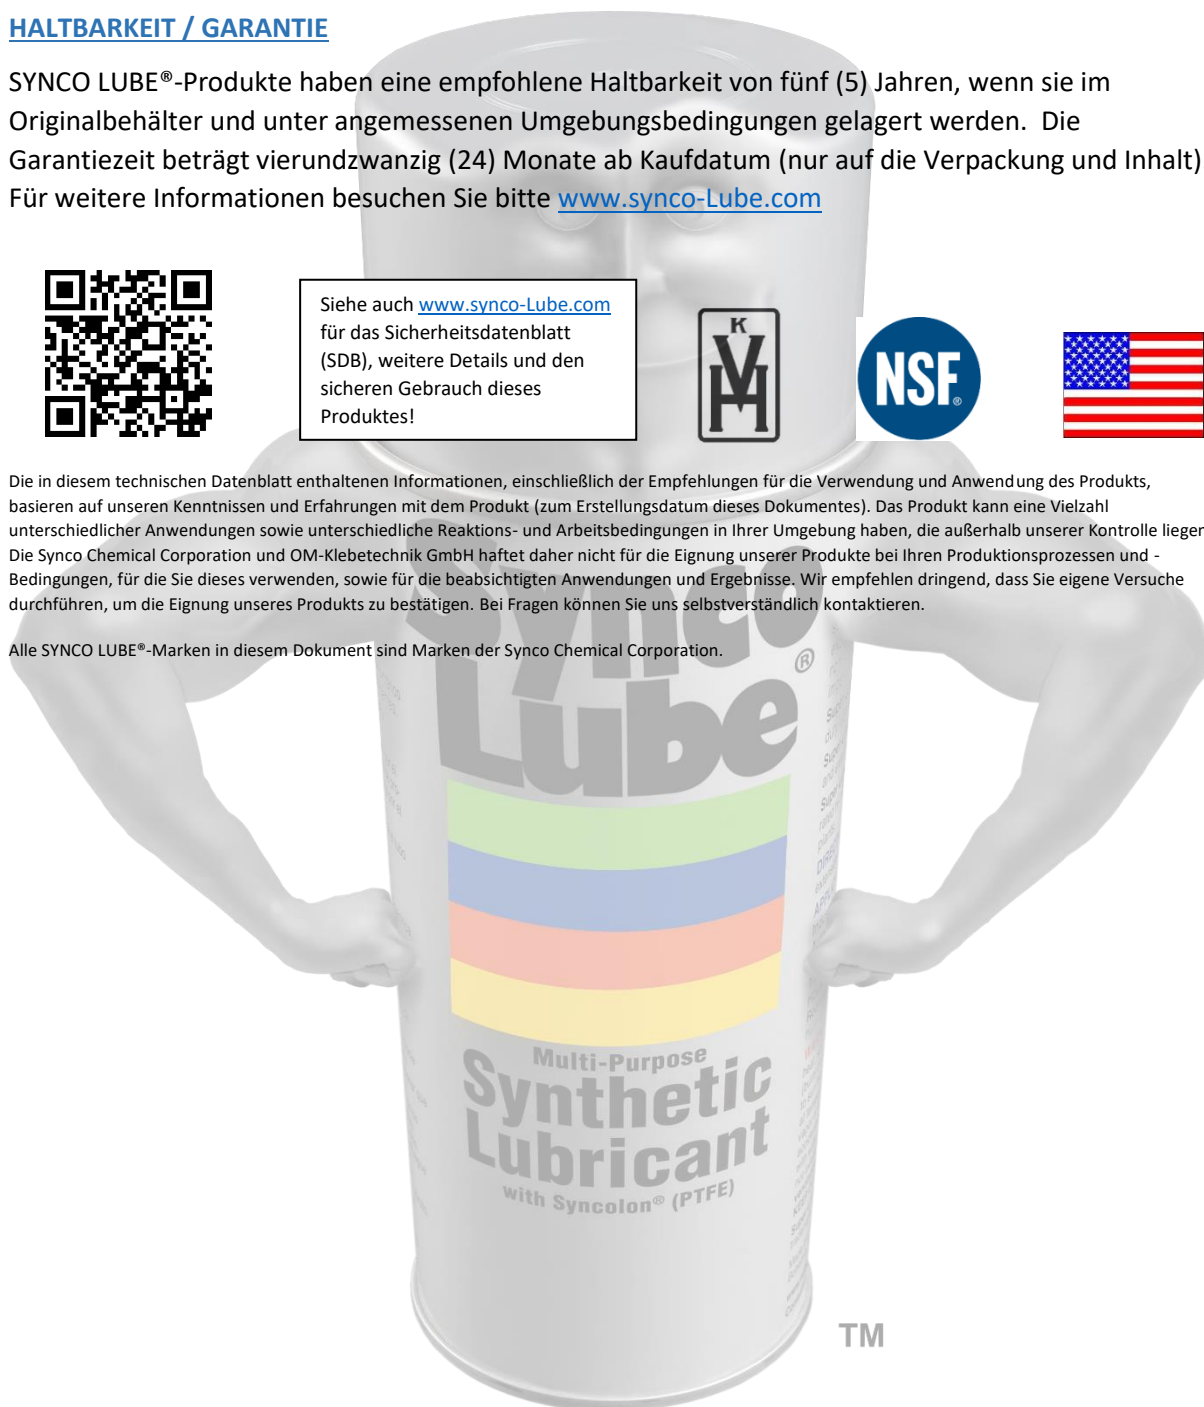 HALTBARKEIT / GARANTIE
SYNCO LUBE®-Produkte haben eine empfohlene Haltbarkeit von fünf (5) Jahren, wenn sie im
Originalbehälter und unter angemessenen Umgebungsbedingungen gelagert werden.  Die
Garantiezeit beträgt vierundzwanzig (24) Monate ab Kaufdatum (nur auf die Verpackung und Inhalt)
Für weitere Informationen besuchen Sie bitte www.synco-Lube.com
Siehe auch www.synco-Lube.com
für das Sicherheitsdatenblatt
(SDB), weitere Details und den
sicheren Gebrauch dieses
Produktes!
K
VH
NSF®
Die in diesem technischen Datenblatt enthaltenen Informationen, einschließlich der Empfehlungen für die Verwendung und Anwendung des Produkts,
basieren auf unseren Kenntnissen und Erfahrungen mit dem Produkt (zum Erstellungsdatum dieses Dokumentes). Das Produkt kann eine Vielzahl
unterschiedlicher Anwendungen sowie unterschiedliche Reaktions- und Arbeitsbedingungen in Ihrer Umgebung haben, die außerhalb unserer Kontrolle liegen
Die Synco Chemical Corporation und OM-Klebetechnik GmbH haftet daher nicht für die Eignung unserer Produkte bei Ihren Produktionsprozessen und -
Bedingungen, für die Sie dieses verwenden, sowie für die beabsichtigten Anwendungen und Ergebnisse. Wir empfehlen dringend, dass Sie eigene Versuche
durchführen, um die Eignung unseres Produkts zu bestätigen. Bei Fragen können Sie uns selbstverständlich kontaktieren.
Alle SYNCO LUBE®-Marken in diesem Dokument sind Marken der Synco Chemical Corporation.
Synco
Lube®
Multi-Purpose
Synthetic
Lubricant
with Syncolon® (PTFE)
TM